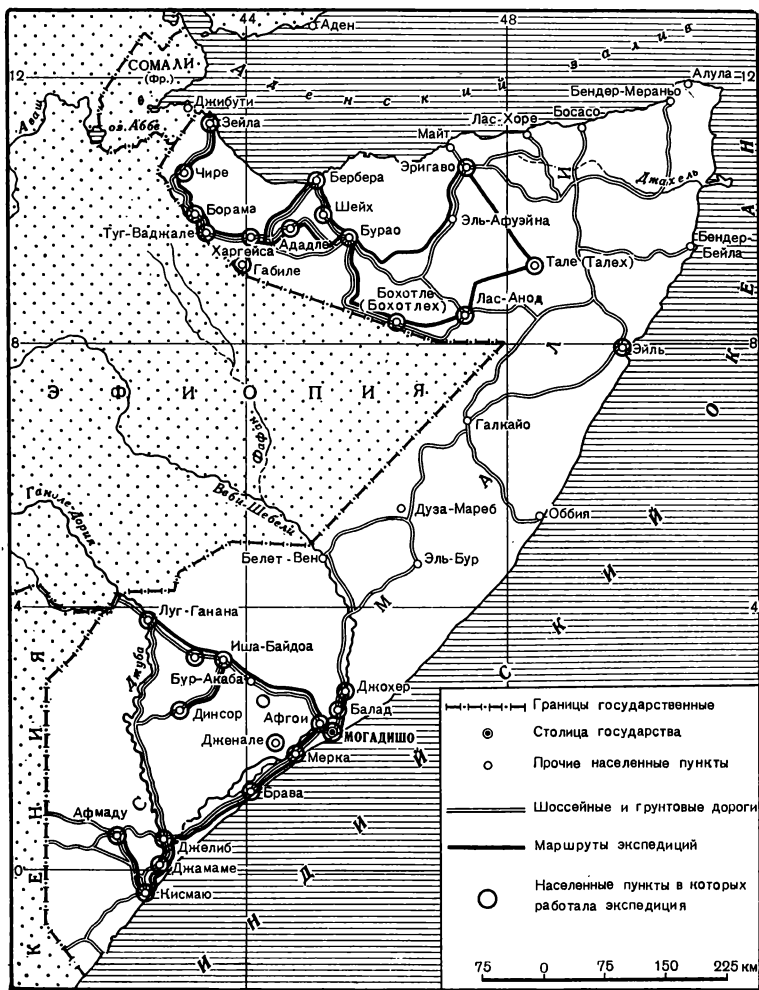 44
48
Аден
12
СОМАЛИ
(Фр.)
Аденский залив
12
Алула
Бендер-Мераньо
Джибути
Босасо
Аваш
оз.Аббе
Зейла
Лас-Хоре
Майт
Чире
Эригаво
Джахель
Бербера
Борама
Шейх
Эль-Афуэйна
Туг-Ваджале
Ададле
Бурао
Харгейса
Габиле
Тале (Талех)
Бендер-
Бейла
Бохотле
(Бохотлех)
Лас-Анод
8
8
Эйль
ЭФИОПИЯ
Галкайо
Фафан
Веби-Шебели
Ганале-Дория
Дуза-Мареб
Оббия
Белет-Вен
Эль-Бур
4
4
Луг-Ганана
СОМАЛИ
Иша-Байдоа
Джуба
Бур-Акаба
Джохер
Балад
Динсор
Афгои
МОГАДИШО
Дженале
Мерка
Брава
Афмаду
Джелиб
0
Джамаме
Кисмаю
КЕНИЯ
ИНДИЙСКИЙ ОКЕАН
Границы государственные
Столица государства
Прочие населенные пункты
Шоссейные и грунтовые дороги
Маршруты экспедиций
Населенные пункты в которых
работала экспедиция
75 0 75 150 225 км